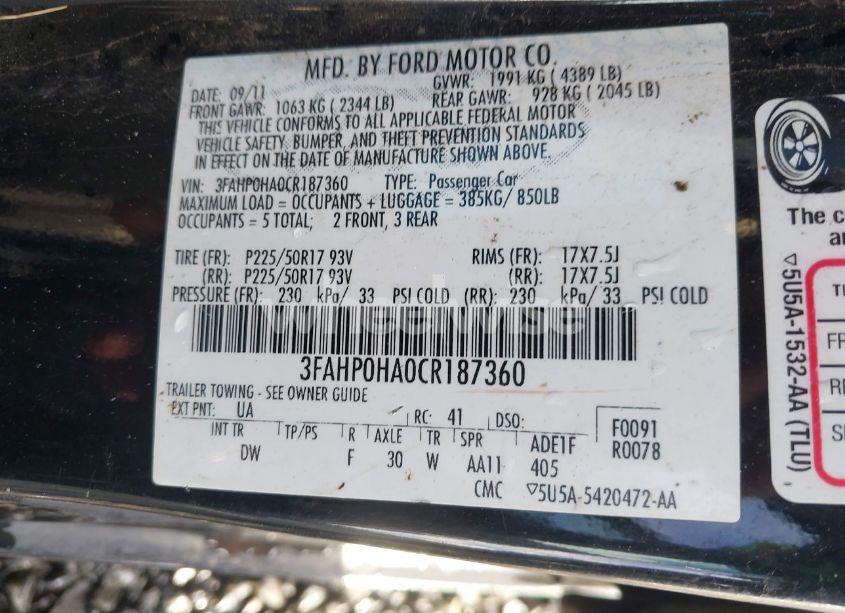 MFD. BY FORD MOTOR CO.
DATE: 09/11 GVWR: 1991 KG ( 4389 LB)
FRONT GAWR: 1063 KG ( 2344 LB) REAR GAWR: 928 KG ( 2045 LB)
THIS VEHICLE CONFORMS TO ALL APPLICABLE FEDERAL MOTOR
VEHICLE SAFETY, BUMPER, AND THEFT PREVENTION STANDARDS
IN EFFECT ON THE DATE OF MANUFACTURE SHOWN ABOVE.
VIN: 3FAHP0HA0CR187360 TYPE: Passenger Car
MAXIMUM LOAD = OCCUPANTS + LUGGAGE = 385KG/ 850LB
OCCUPANTS = 5 TOTAL; 2 FRONT, 3 REAR
TIRE (FR): P225/50R17 93V RIMS (FR): 17X7.5J
(RR): P225/50R17 93V (RR): 17X7.5J
PRESSURE (FR): 230 kPa/ 33 PSI COLD (RR): 230 kPa/ 33 PSI COLD
wheelwise
3FAHP0HA0CR187360
TRAILER TOWING - SEE OWNER GUIDE
EXT PNT: UA RC: 41 DSO:
INT TR TP/PS R AXLE TR SPR ADE1F F0091
DW F 30 W AA11 405 R0078
CMC ▽5U5A-5420472-AA
The c
▽5U5A-1532-AA (TLU)